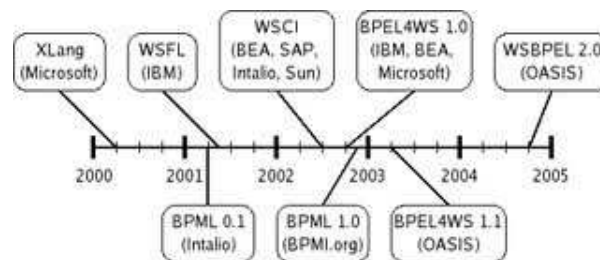 XLang
(Microsoft)
WSFL
(IBM)
WSCI
(BEA, SAP,
Intalio, Sun)
BPEL4WS 1.0
(IBM, BEA,
Microsoft)
WSBPEL 2.0
(OASIS)
2000
2001
2002
2003
2004
2005
BPML 0.1
(Intalio)
BPML 1.0
(BPMI.org)
BPEL4WS 1.1
(OASIS)